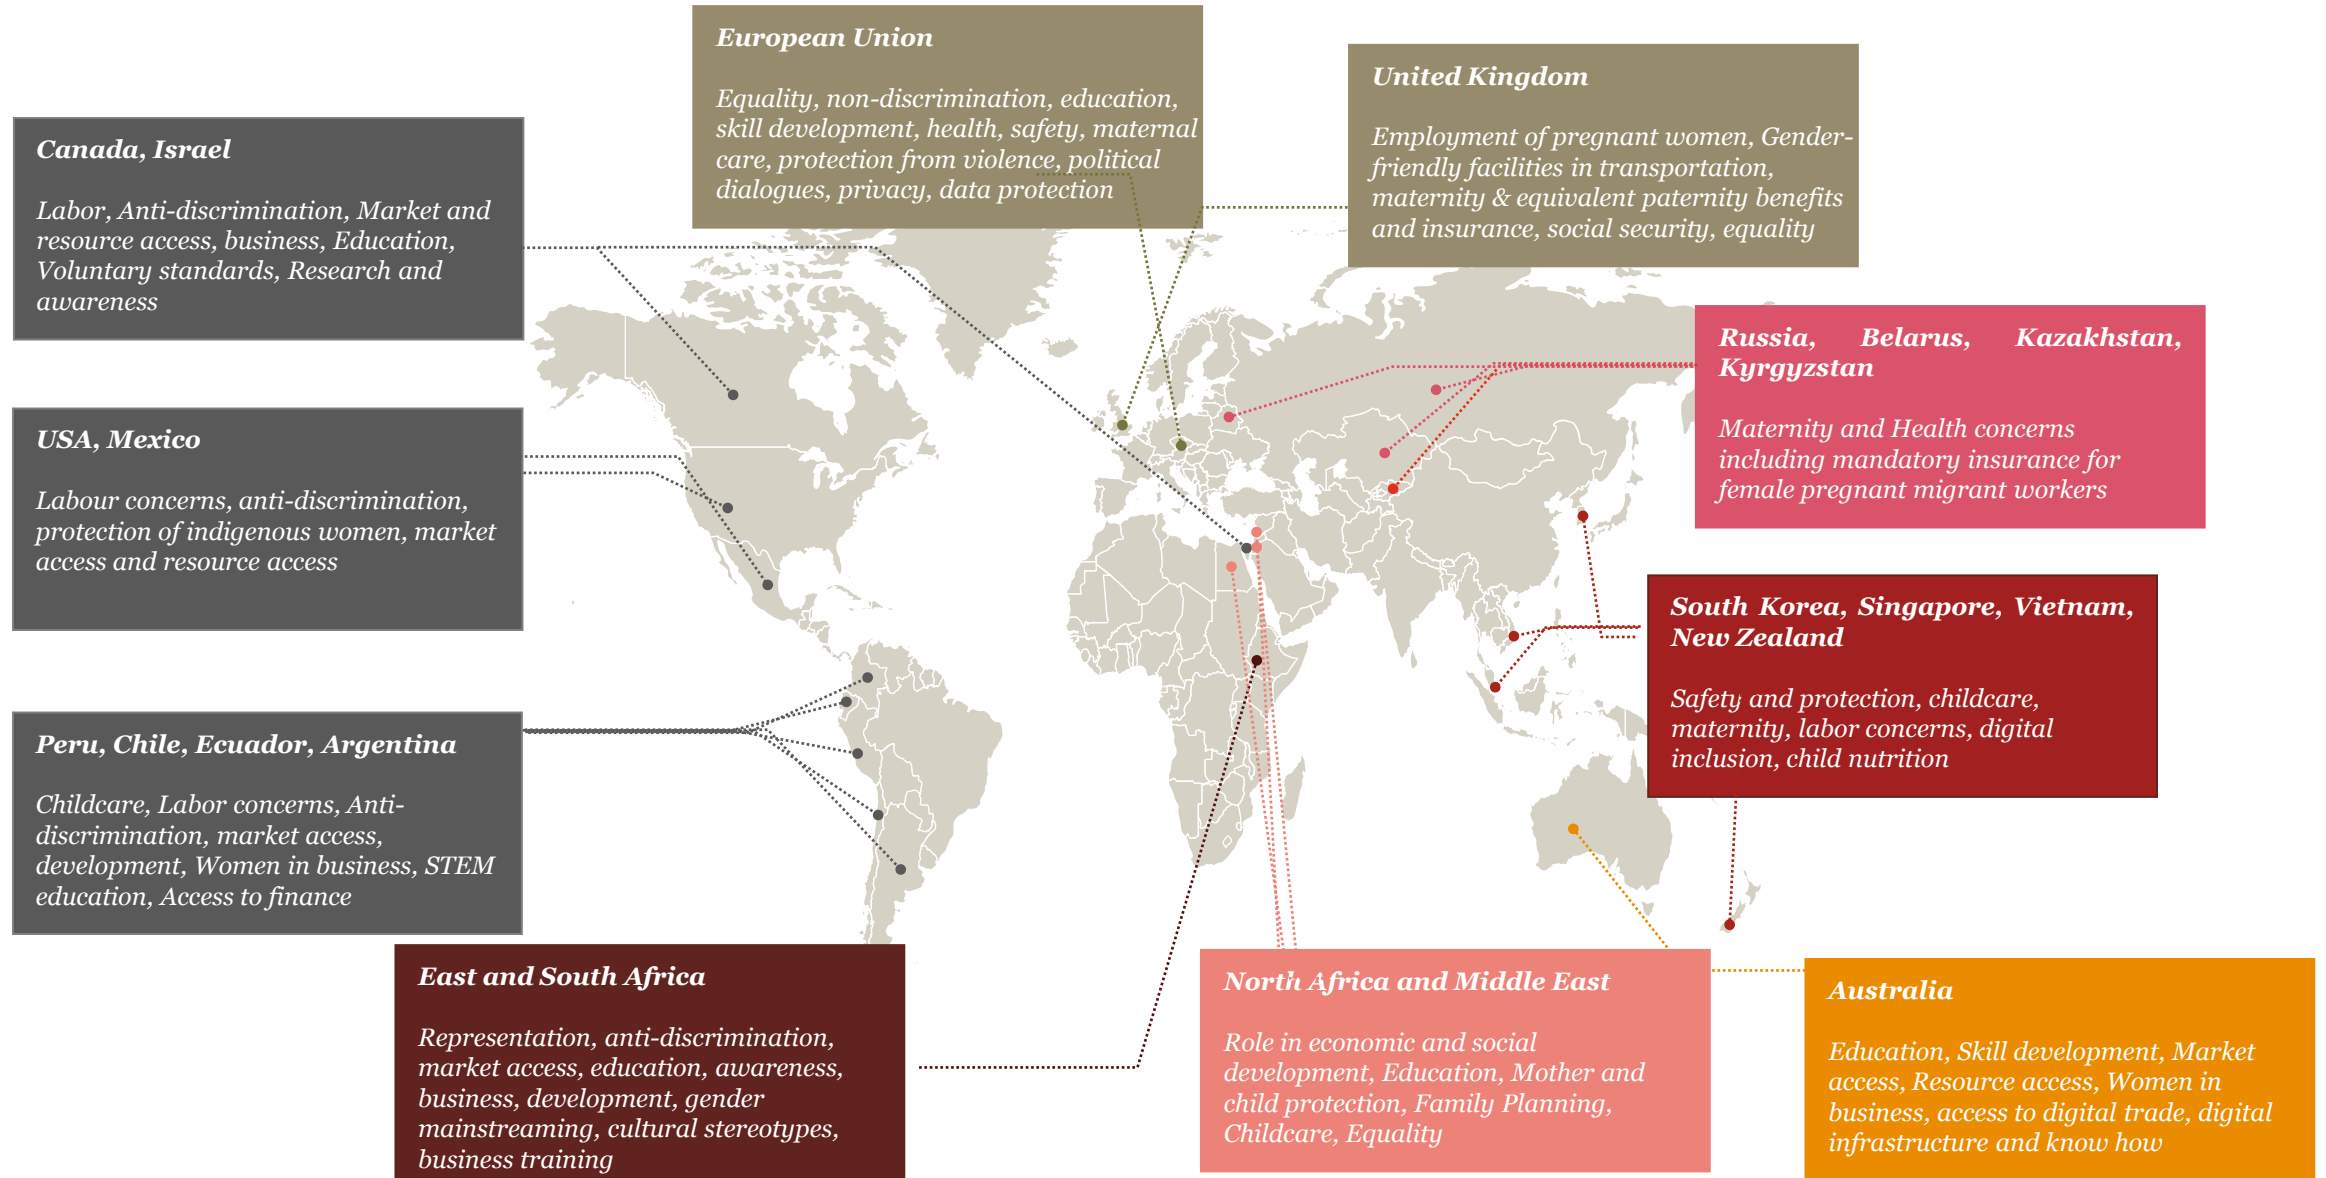 European Union
Equality, non-discrimination, education,
skill development, health, safety, maternal
care, protection from violence, political
dialogues, privacy, data protection
United Kingdom
Employment of pregnant women, Gender-
friendly facilities in transportation,
maternity & equivalent paternity benefits
and insurance, social security, equality
Canada, Israel
Labor, Anti-discrimination, Market and
resource access, business, Education,
Voluntary standards, Research and
awareness
Russia, Belarus, Kazakhstan,
Kyrgyzstan
Maternity and Health concerns
including mandatory insurance for
female pregnant migrant workers
USA, Mexico
Labour concerns, anti-discrimination,
protection of indigenous women, market
access and resource access
South Korea, Singapore, Vietnam,
New Zealand
Safety and protection, childcare,
maternity, labor concerns, digital
inclusion, child nutrition
Peru, Chile, Ecuador, Argentina
Childcare, Labor concerns, Anti-
discrimination, market access,
development, Women in business, STEM
education, Access to finance
East and South Africa
Representation, anti-discrimination,
market access, education, awareness,
business, development, gender
mainstreaming, cultural stereotypes,
business training
North Africa and Middle East
Role in economic and social
development, Education, Mother and
child protection, Family Planning,
Childcare, Equality
Australia
Education, Skill development, Market
access, Resource access, Women in
business, access to digital trade, digital
infrastructure and know how